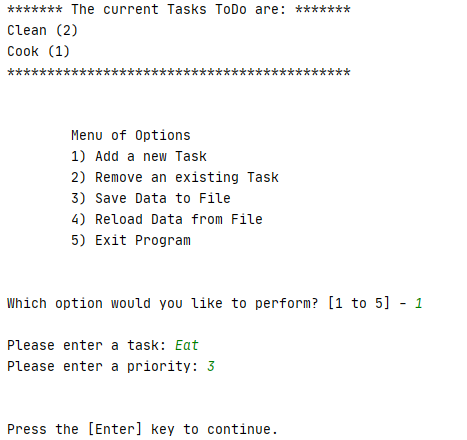 ******* The current Tasks ToDo are: *******
Clean (2)
Cook (1)
*******************************************
Menu of Options
1) Add a new Task
2) Remove an existing Task
3) Save Data to File
4) Reload Data from File
5) Exit Program
Which option would you like to perform? [1 to 5] - 1
Please enter a task: Eat
Please enter a priority: 3
Press the [Enter] key to continue.